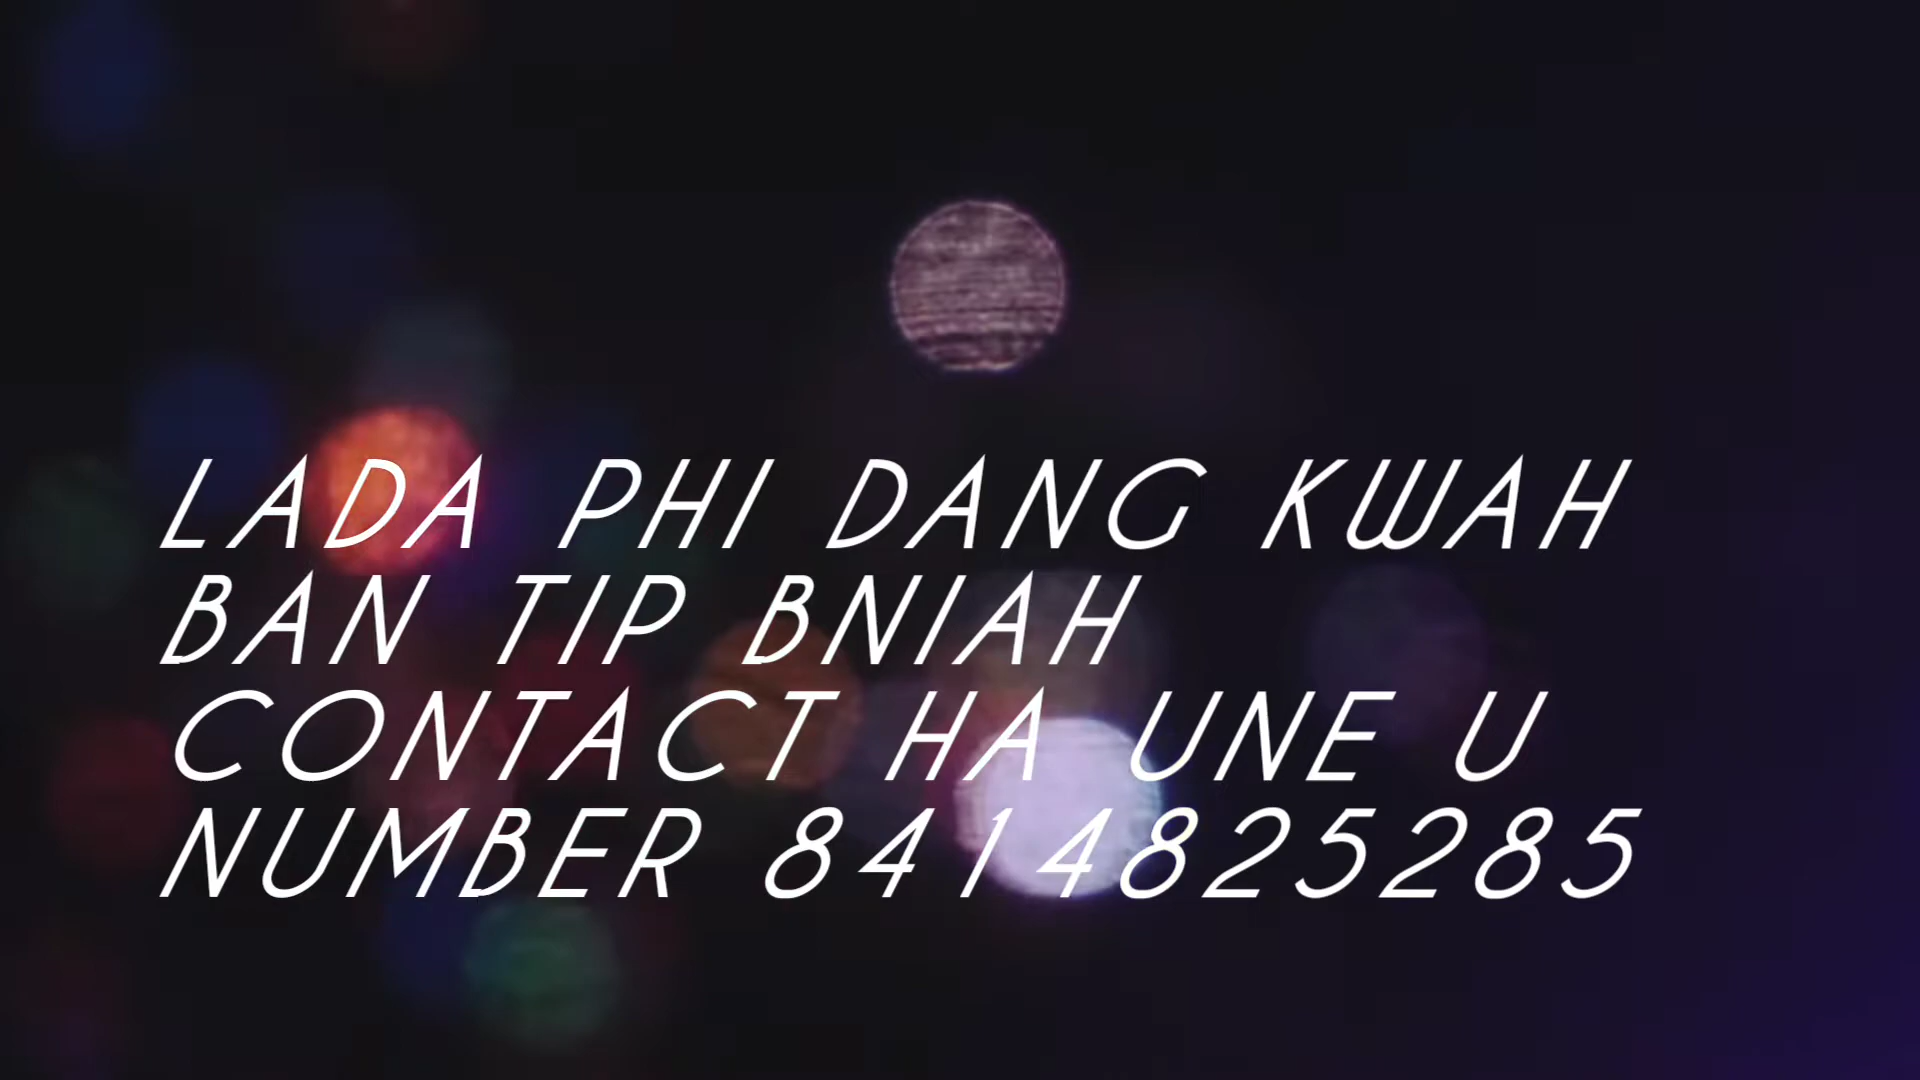 LADA PHI DANG KWAH
BAN TIP BNIAH
CONTACT HA UNE U
NUMBER 8414825285